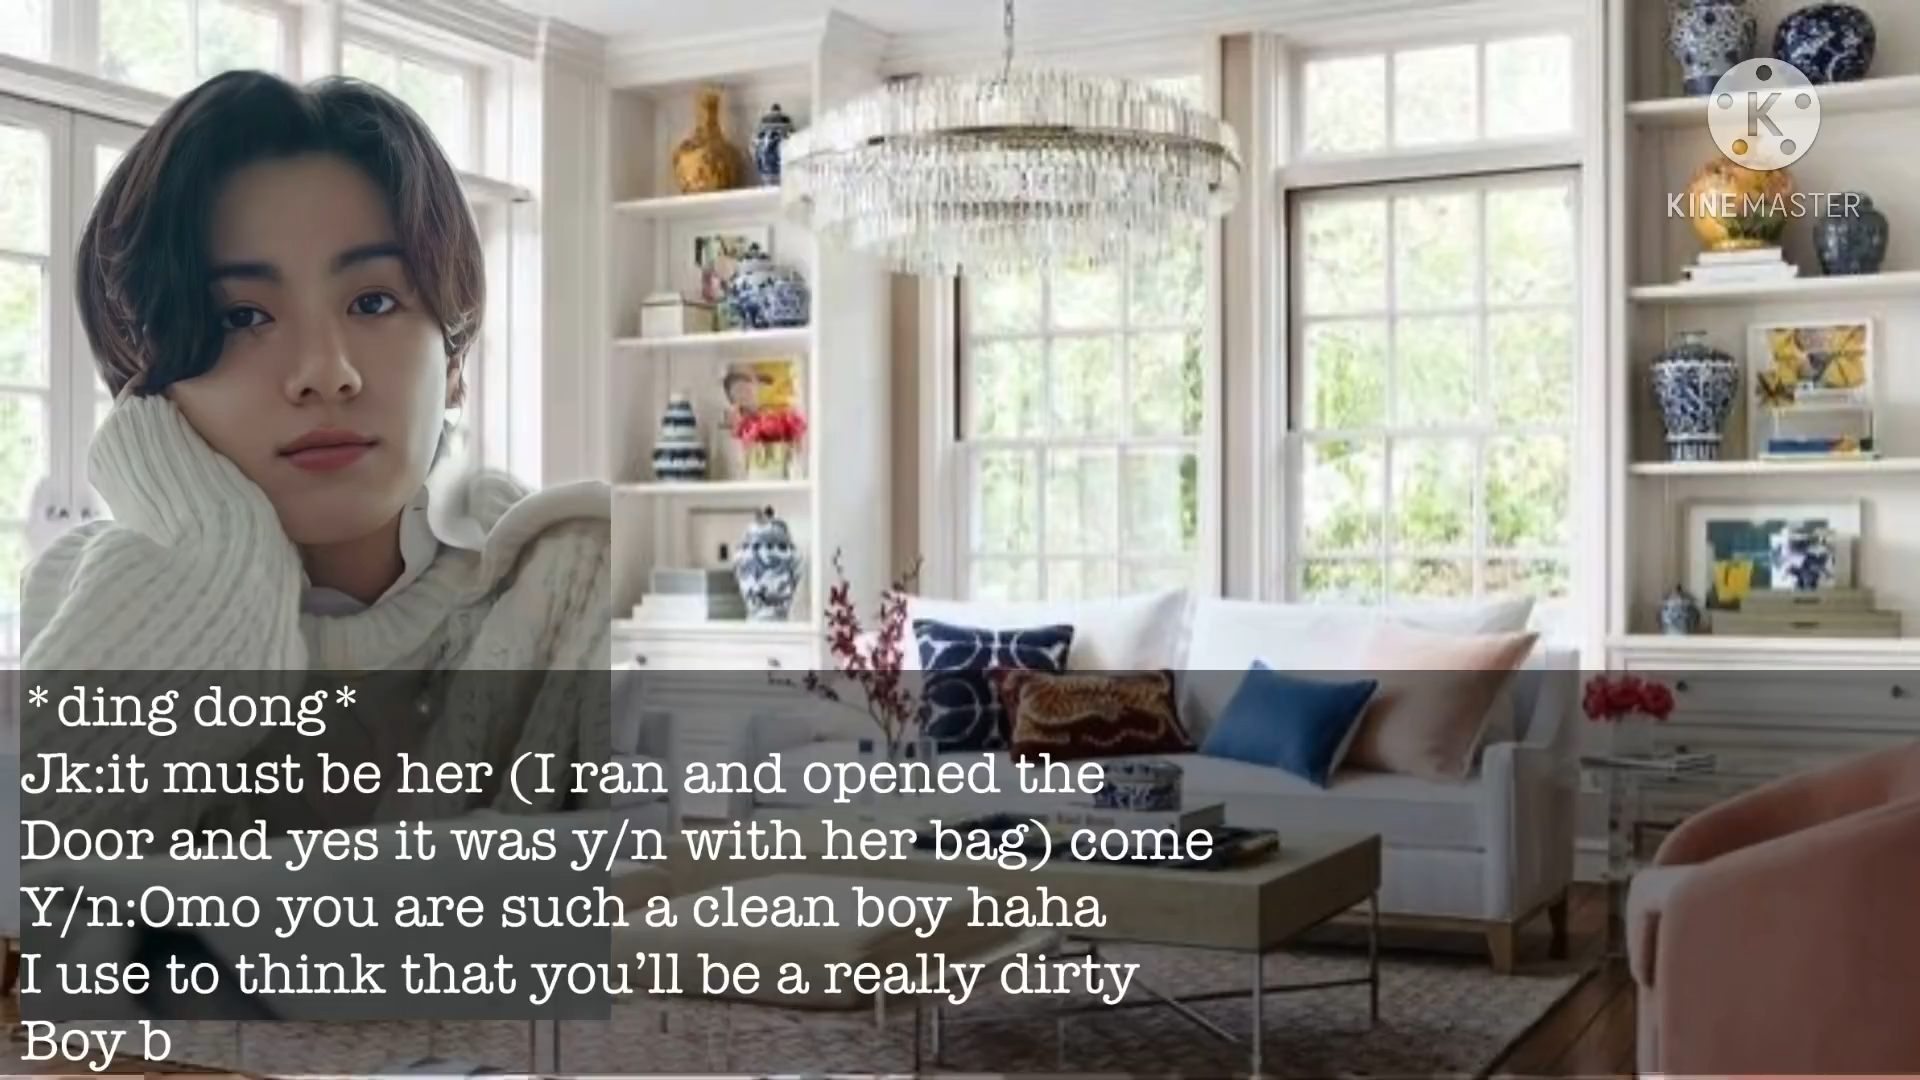 KINEMASTER
*ding dong*
Jk:it must be her (I ran and opened the
Door and yes it was y/n with her bag) come
Y/n:Omo you are such a clean boy haha
I use to think that you’ll be a really dirty
Boy b